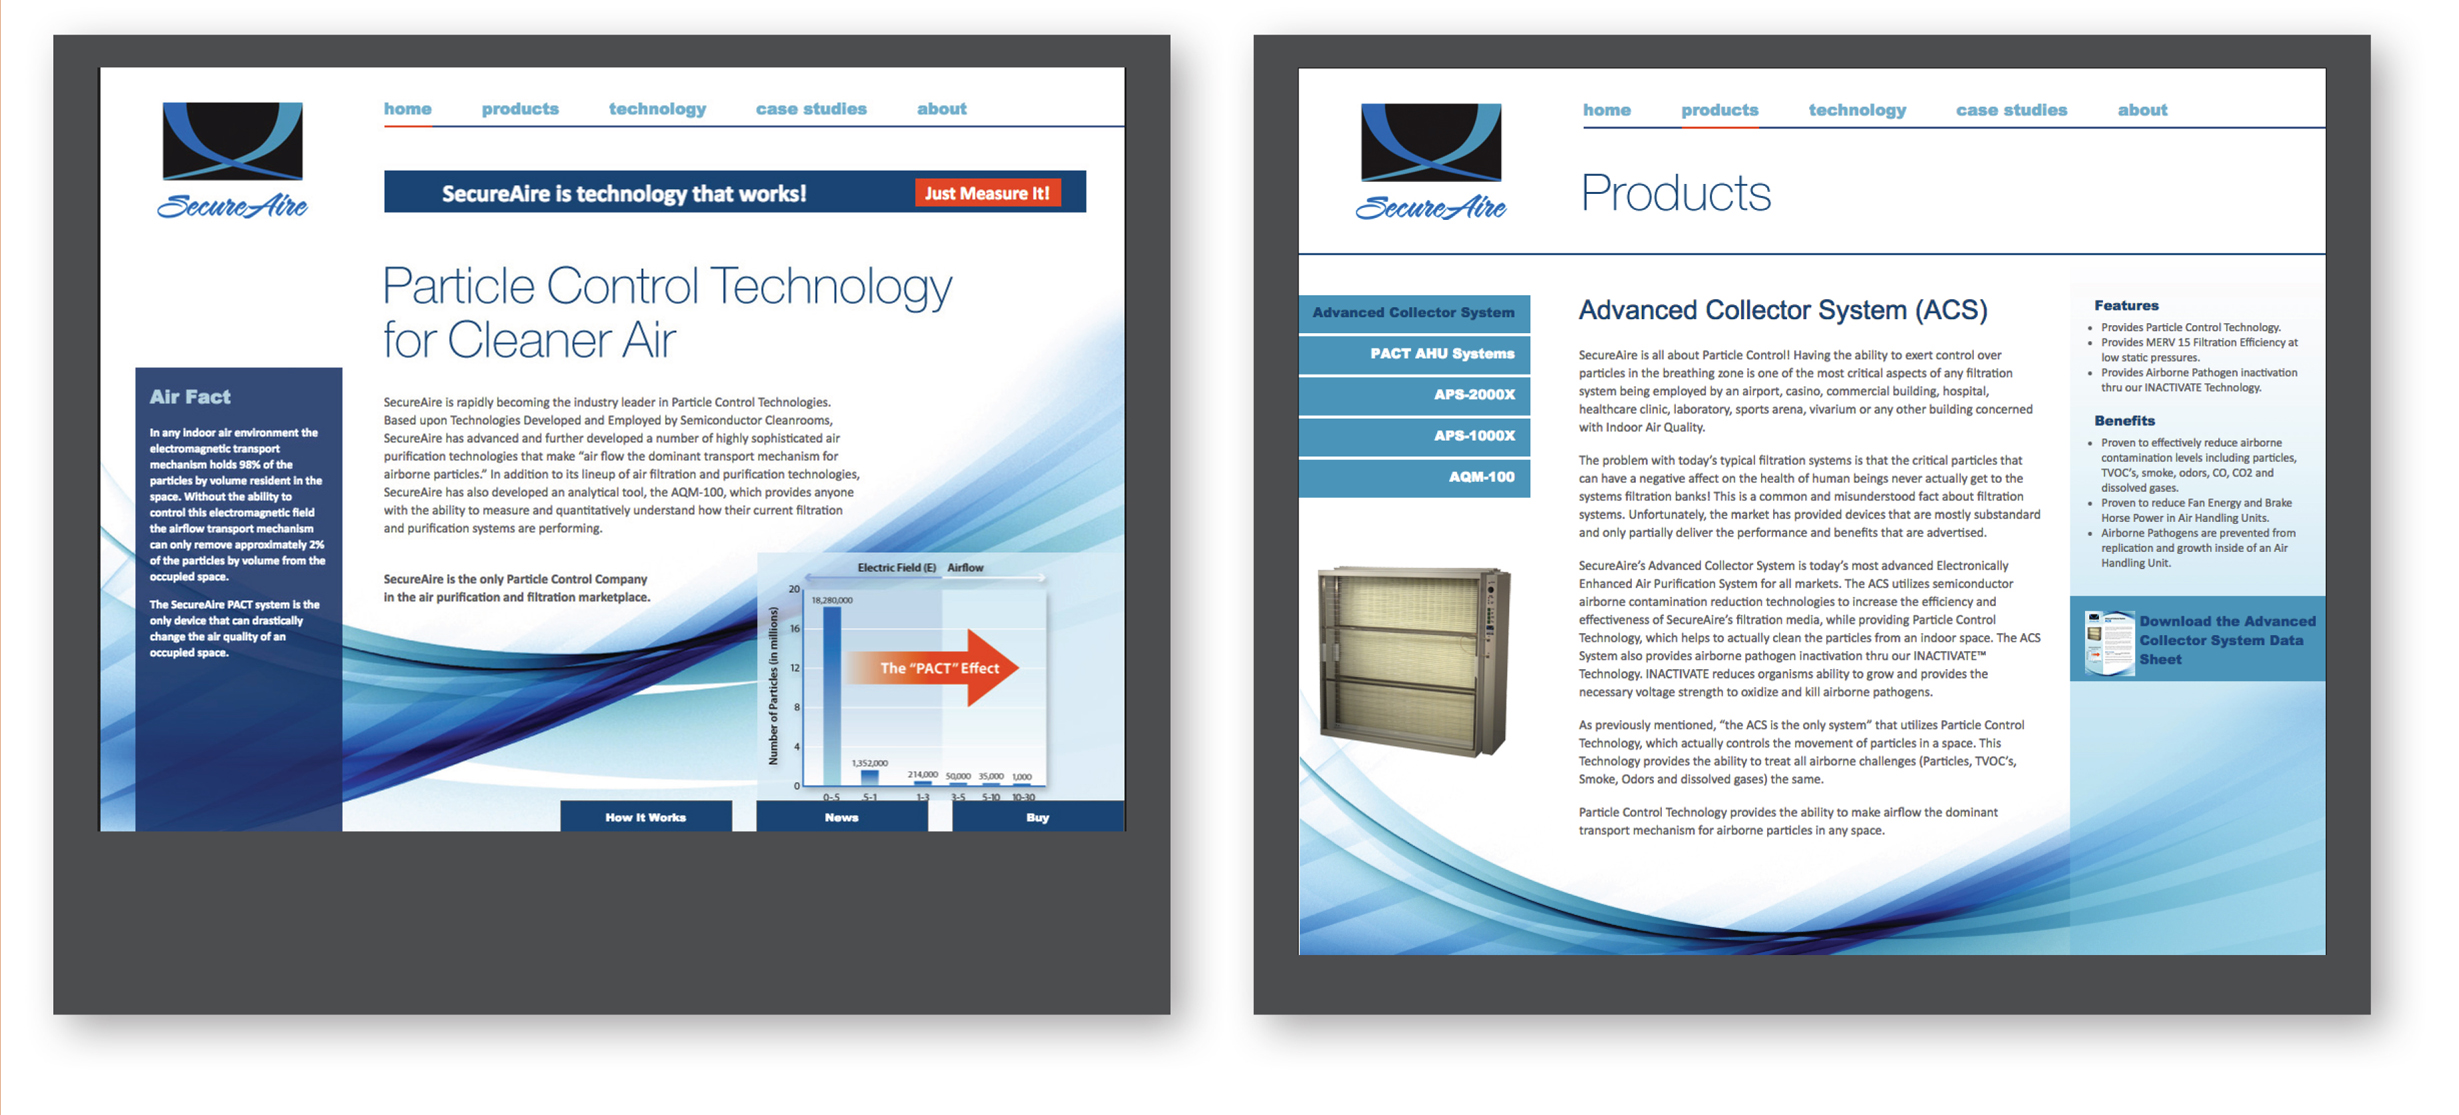 home products technology case studies about
SecureAire
SecureAire is technology that works! Just Measure It!
Particle Control Technology
for Cleaner Air
Air Fact
In any indoor air environment the
electromagnetic transport
mechanism holds 98% of the
particles by volume resident in the
space. Without the ability to
control this electromagnetic field
the airflow transport mechanism
can only remove approximately 2%
of the particles by volume from the
occupied space.
The SecureAire PACT system is the
only device that can drastically
change the air quality of an
occupied space.
SecureAire is rapidly becoming the industry leader in Particle Control Technologies.
Based upon Technologies Developed and Employed by Semiconductor Cleanrooms,
SecureAire has advanced and further developed a number of highly sophisticated air
purification technologies that make “air flow the dominant transport mechanism for
airborne particles.” In addition to its lineup of air filtration and purification technologies,
SecureAire has also developed an analytical tool, the AQM-100, which provides anyone
with the ability to measure and quantitatively understand how their current filtration
and purification systems are performing.
SecureAire is the only Particle Control Company
in the air purification and filtration marketplace.
Electric Field (E) Airflow
Number of Particles (in millions)
20
16
12
8
4
0
18,280,000
1,352,000
214,000 50,000 35,000 1,000
The “PACT” Effect
0-.5 .5-1 1-3 3-5 5-10 10-30
How It Works News Buy
home products technology case studies about
SecureAire
Products
Advanced Collector System
PACT AHU Systems
APS-2000X
APS-1000X
AQM-100
Advanced Collector System (ACS)
SecureAire is all about Particle Control! Having the ability to exert control over
particles in the breathing zone is one of the most critical aspects of any filtration
system being employed by an airport, casino, commercial building, hospital,
healthcare clinic, laboratory, sports arena, vivarium or any other building concerned
with Indoor Air Quality.
The problem with today’s typical filtration systems is that the critical particles that
can have a negative affect on the health of human beings never actually get to the
systems filtration banks! This is a common and misunderstood fact about filtration
systems. Unfortunately, the market has provided devices that are mostly substandard
and only partially deliver the performance and benefits that are advertised.
SecureAire’s Advanced Collector System is today’s most advanced Electronically
Enhanced Air Purification System for all markets. The ACS utilizes semiconductor
airborne contamination reduction technologies to increase the efficiency and
effectiveness of SecureAire’s filtration media, while providing Particle Control
Technology, which helps to actually clean the particles from an indoor space. The ACS
System also provides airborne pathogen inactivation thru our INACTIVATE™
Technology. INACTIVATE reduces organisms ability to grow and provides the
necessary voltage strength to oxidize and kill airborne pathogens.
As previously mentioned, “the ACS is the only system” that utilizes Particle Control
Technology, which actually controls the movement of particles in a space. This
Technology provides the ability to treat all airborne challenges (Particles, TVOC’s,
Smoke, Odors and dissolved gases) the same.
Particle Control Technology provides the ability to make airflow the dominant
transport mechanism for airborne particles in any space.
Features
• Provides Particle Control Technology.
• Provides MERV 15 Filtration Efficiency at
low static pressures.
• Provides Airborne Pathogen inactivation
thru our INACTIVATE Technology.
Benefits
• Proven to effectively reduce airborne
contamination levels including particles,
TVOC’s, smoke, odors, CO, CO2 and
dissolved gases.
• Proven to reduce Fan Energy and Brake
Horse Power in Air Handling Units.
• Airborne Pathogens are prevented from
replication and growth inside of an Air
Handling Unit.
Download the Advanced
Collector System Data
Sheet